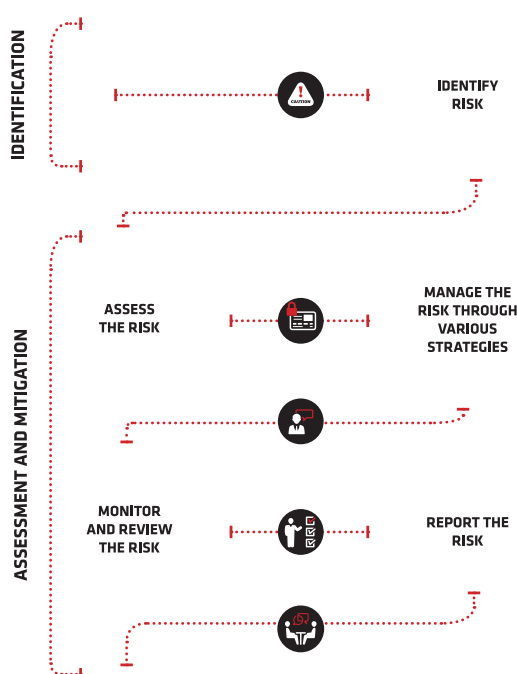 IDENTIFICATION
CAUTION
IDENTIFY
RISK
ASSESSMENT AND MITIGATION
ASSESS
THE RISK
MANAGE THE
RISK THROUGH
VARIOUS
STRATEGIES
MONITOR
AND REVIEW
THE RISK
REPORT THE
RISK